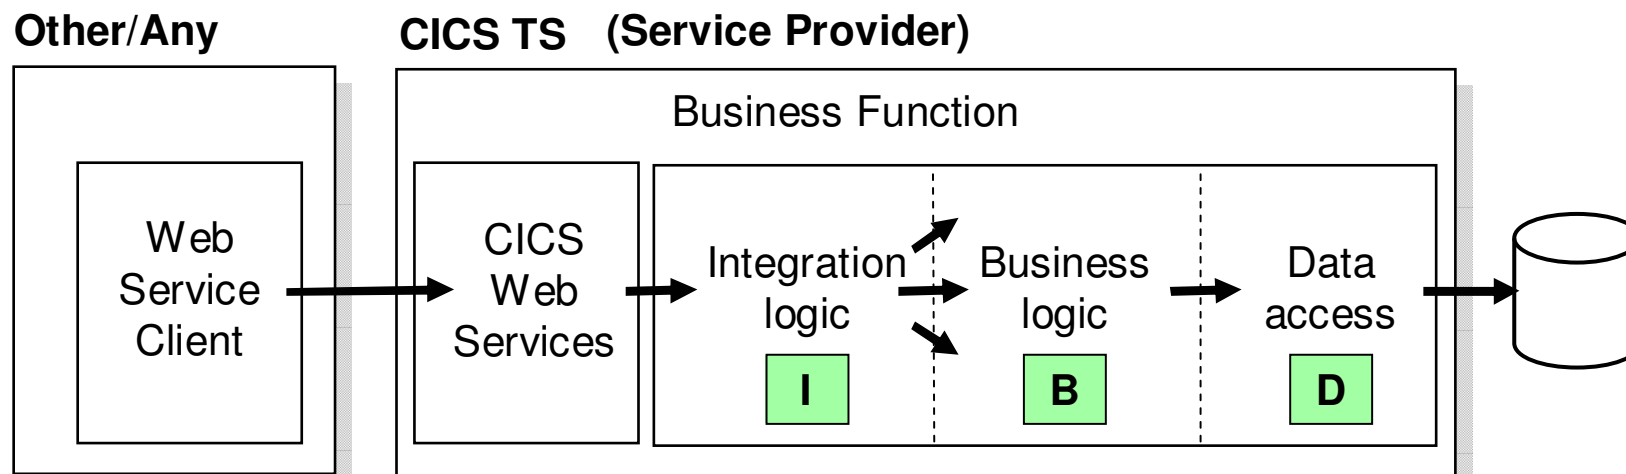 Other/Any
CICS TS (Service Provider)
Business Function
Web
Service
Client
CICS
Web
Services
Integration
logic
I
Business
logic
B
Data
access
D